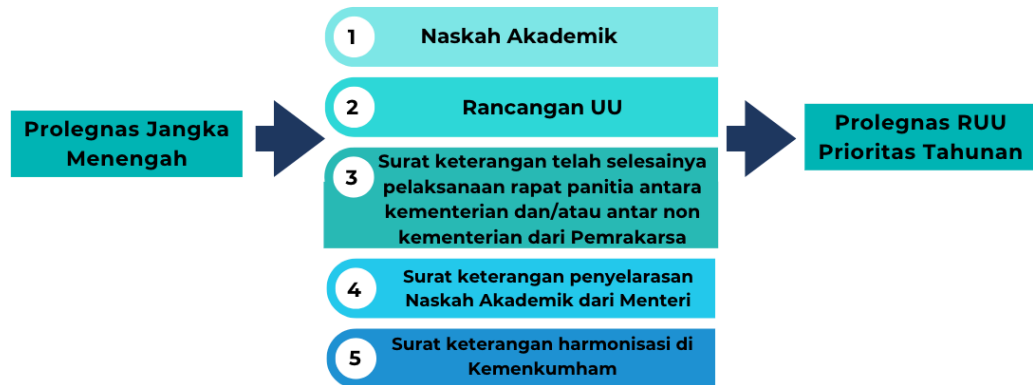 Prolegnas Jangka
Menengah
1
Naskah Akademik
2
Rancangan UU
3
Surat keterangan telah selesainya
pelaksanaan rapat panitia antara
kementerian dan/atau antar non
kementerian dari Pemrakarsa
4
Surat keterangan penyelarasan
Naskah Akademik dari Menteri
5
Surat keterangan harmonisasi di
Kemenkumham
Prolegnas RUU
Prioritas Tahunan